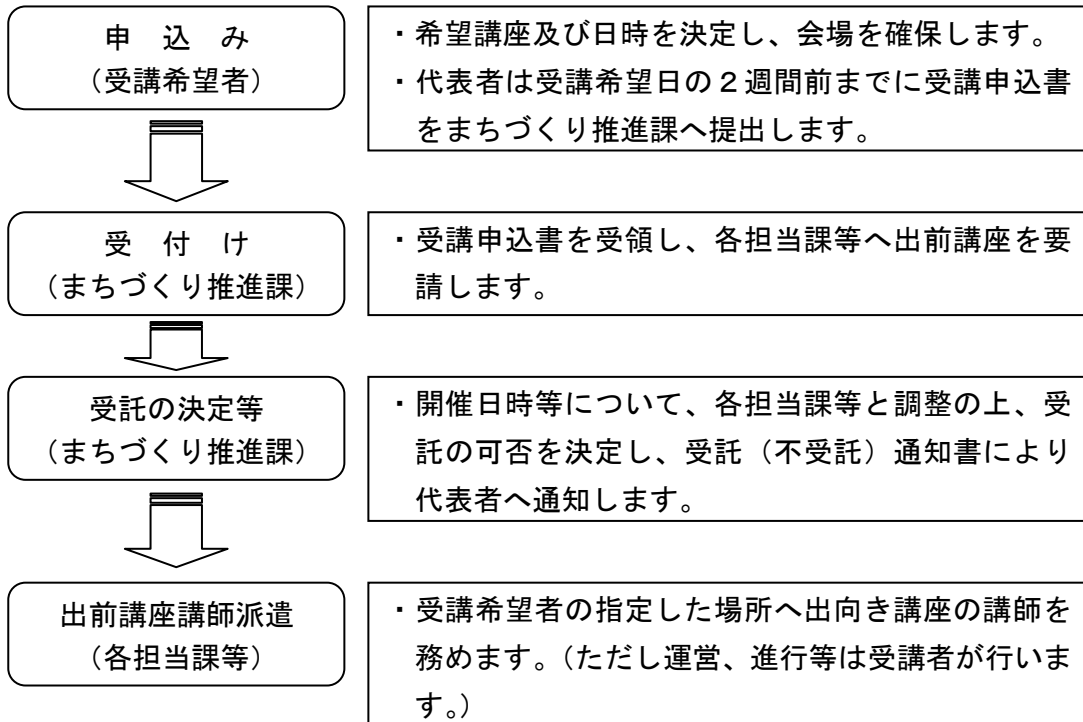 申　込　み
（受講希望者）
・希望講座及び日時を決定し、会場を確保します。
・代表者は受講希望日の２週間前までに受講申込書
をまちづくり推進課へ提出します。
受　付　け
（まちづくり推進課）
・受講申込書を受領し、各担当課等へ出前講座を要
請します。
受託の決定等
（まちづくり推進課）
・開催日時等について、各担当課等と調整の上、受
託の可否を決定し、受託（不受託）通知書により
代表者へ通知します。
出前講座講師派遣
（各担当課等）
・受講希望者の指定した場所へ出向き講座の講師を
務めます。（ただし運営、進行等は受講者が行いま
す。）